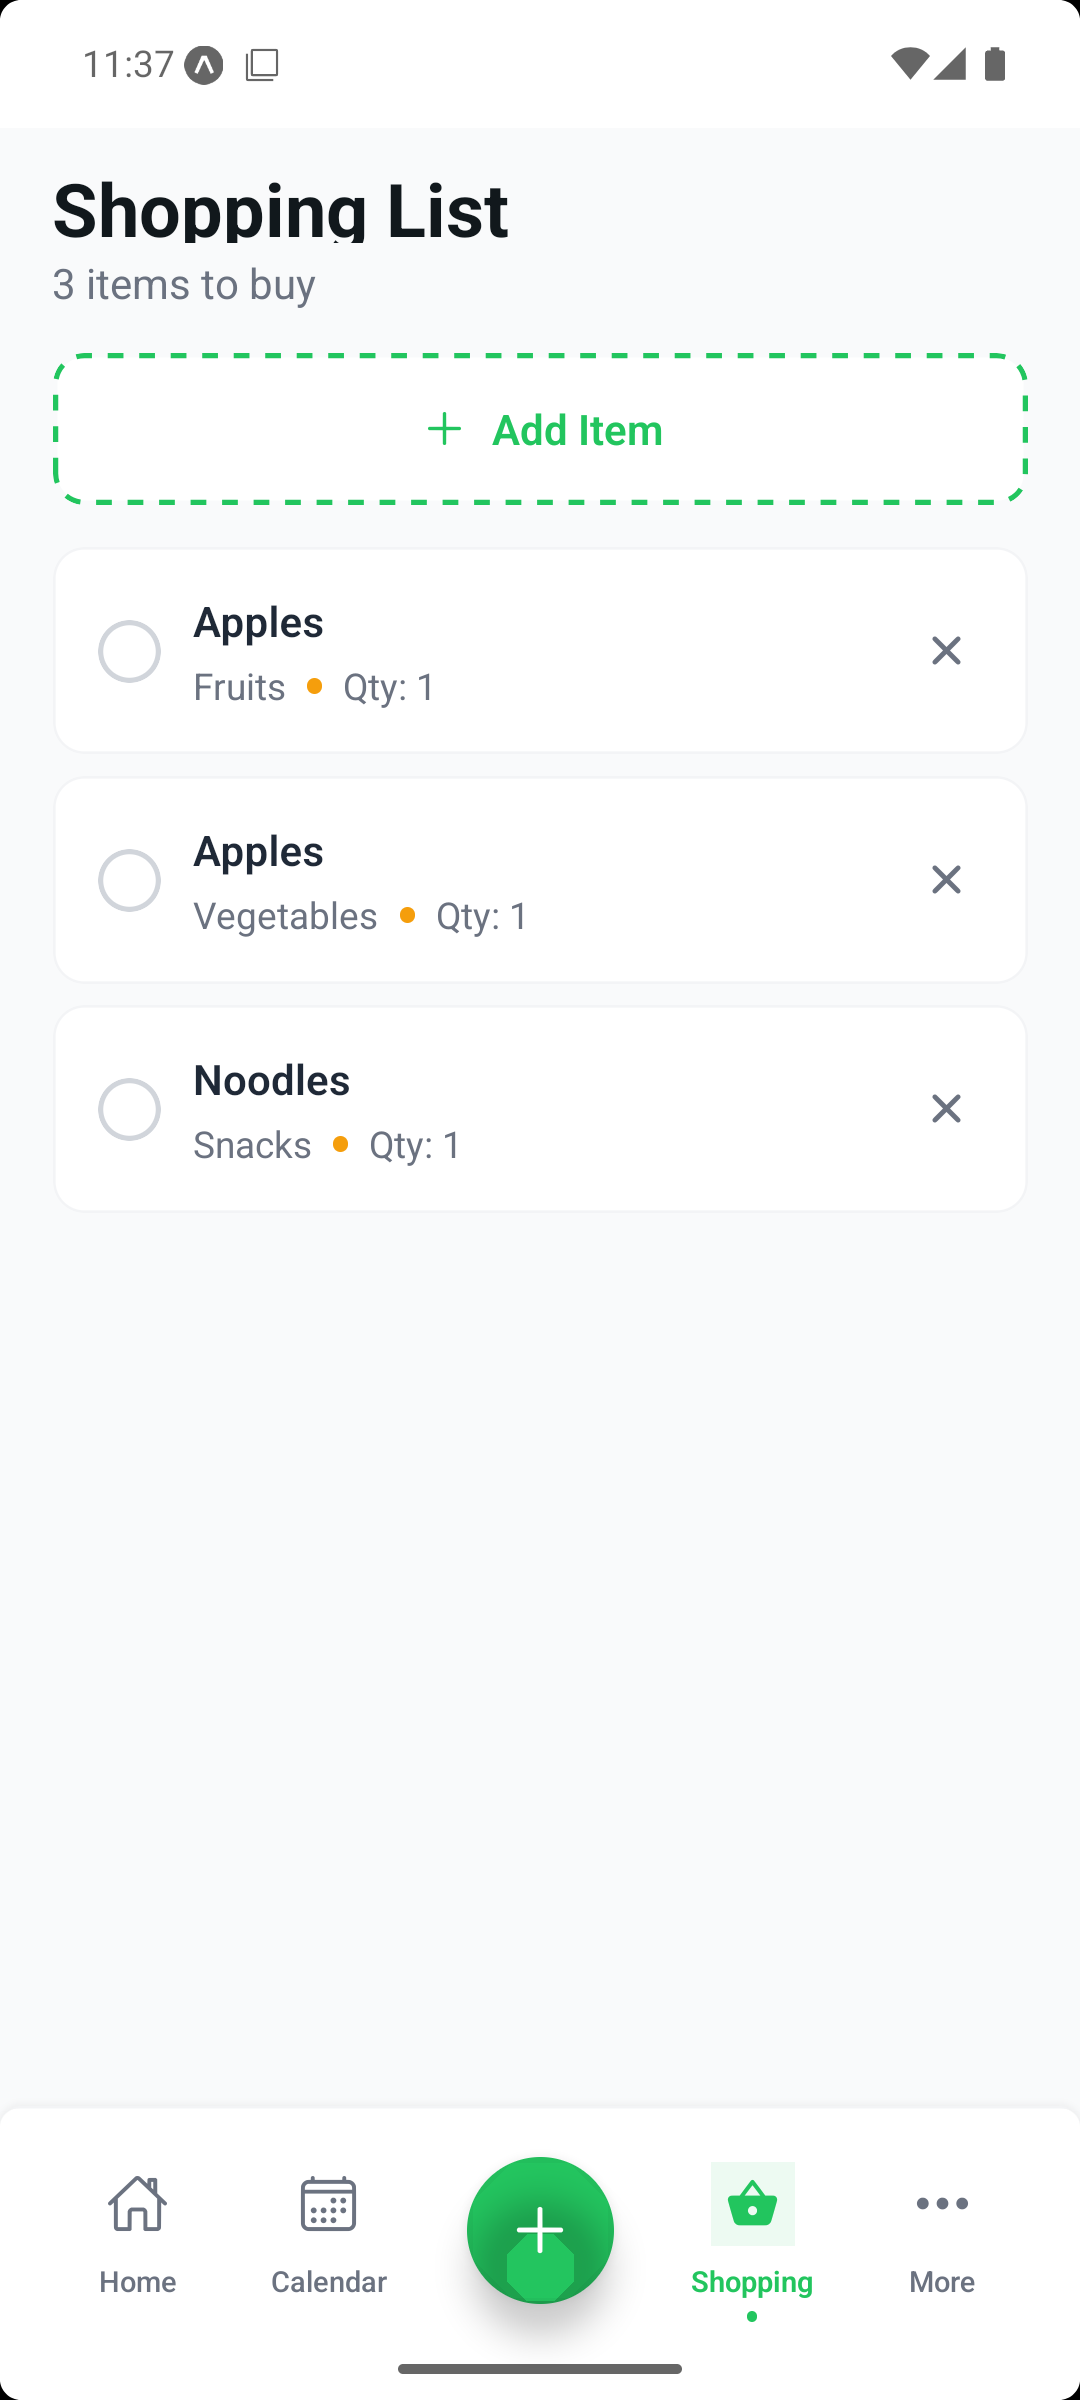 11:37
Shopping List
3 items to buy
Add Item
Apples
Fruits • Qty: 1
Apples
Vegetables • Qty: 1
Noodles
Snacks • Qty: 1
Home Calendar Shopping More